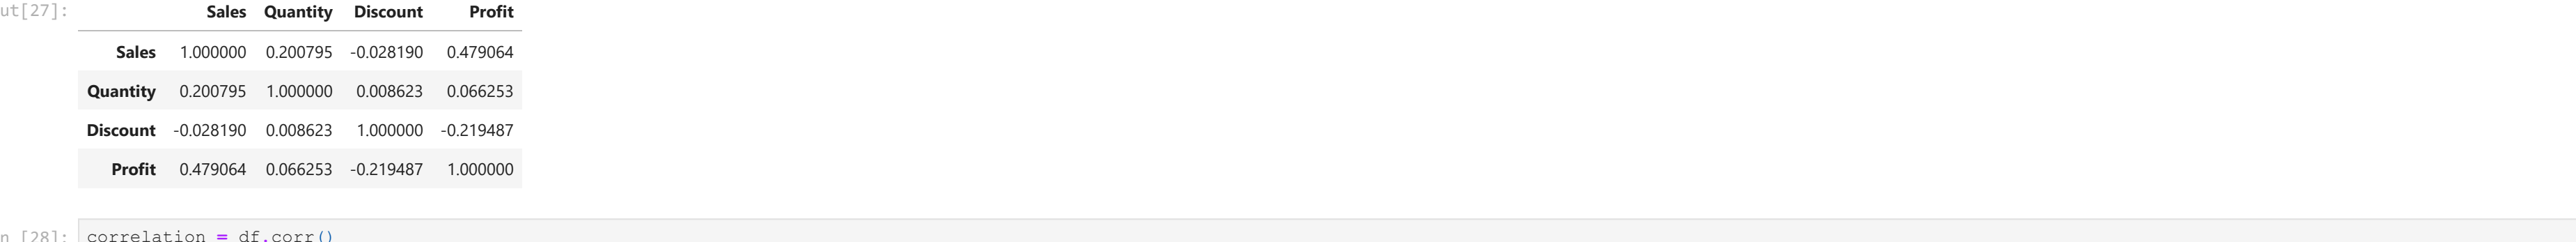 ut[27]:
Sales Quantity Discount Profit
Sales 1.000000 0.200795 -0.028190 0.479064
Quantity 0.200795 1.000000 0.008623 0.066253
Discount -0.028190 0.008623 1.000000 -0.219487
Profit 0.479064 0.066253 -0.219487 1.000000
n [28]: correlation = df.corr()